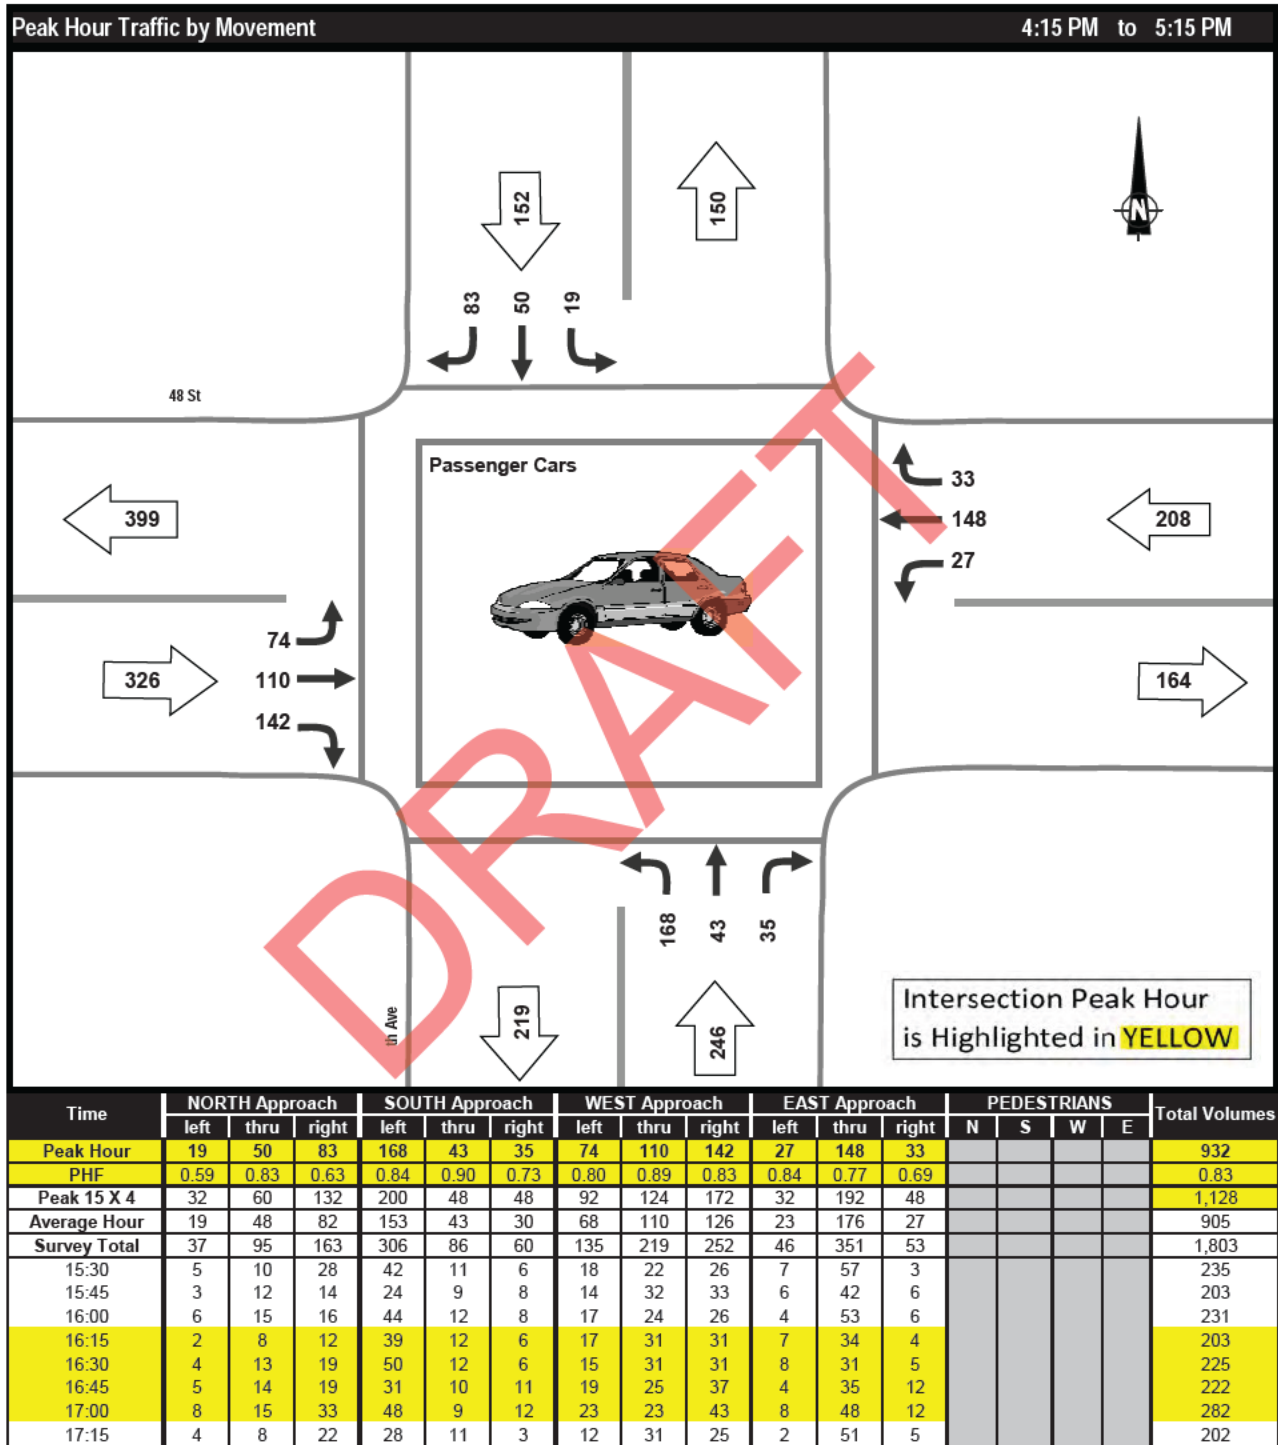 Peak Hour Traffic by Movement 4:15 PM to 5:15 PM
152
150
N
83 50 19
48 St
Passenger Cars
33
399
148
208
27
74
326
110
164
142
DRAFT
168 43 35
th Ave
219
246
Intersection Peak Hour
is Highlighted in YELLOW
Time NORTH Approach SOUTH Approach WEST Approach EAST Approach PEDESTRIANS Total Volumes
left thru right left thru right left thru right left thru right N S W E
Peak Hour 19 50 83 168 43 35 74 110 142 27 148 33 932
PHF 0.59 0.83 0.63 0.84 0.90 0.73 0.80 0.89 0.83 0.84 0.77 0.69 0.83
Peak 15 X 4 32 60 132 200 48 48 92 124 172 32 192 48 1,128
Average Hour 19 48 82 153 43 30 68 110 126 23 176 27 905
Survey Total 37 95 163 306 86 60 135 219 252 46 351 53 1,803
15:30 5 10 28 42 11 6 18 22 26 7 57 3 235
15:45 3 12 14 24 9 8 14 32 33 6 42 6 203
16:00 6 15 16 44 12 8 17 24 26 4 53 6 231
16:15 2 8 12 39 12 6 17 31 31 7 34 4 203
16:30 4 13 19 50 12 6 15 31 31 8 31 5 225
16:45 5 14 19 31 10 11 19 25 37 4 35 12 222
17:00 8 15 33 48 9 12 23 23 43 8 48 12 282
17:15 4 8 22 28 11 3 12 31 25 2 51 5 202